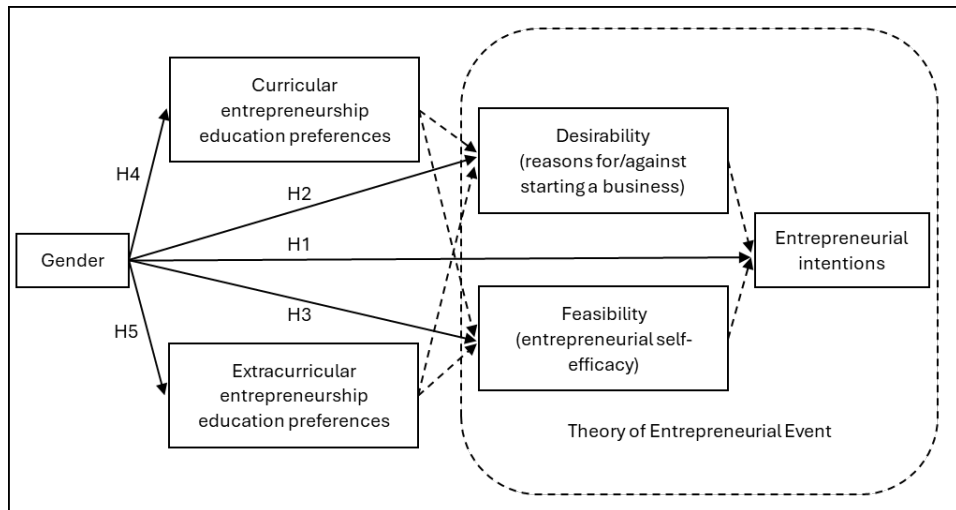 Curricular
entrepreneurship
education preferences
Desirability
(reasons for/against
starting a business)
H4
H2
H1
Gender
Entrepreneurial
intentions
H3
H5
Feasibility
(entrepreneurial self-
efficacy)
Extracurricular
entrepreneurship
education preferences
Theory of Entrepreneurial Event